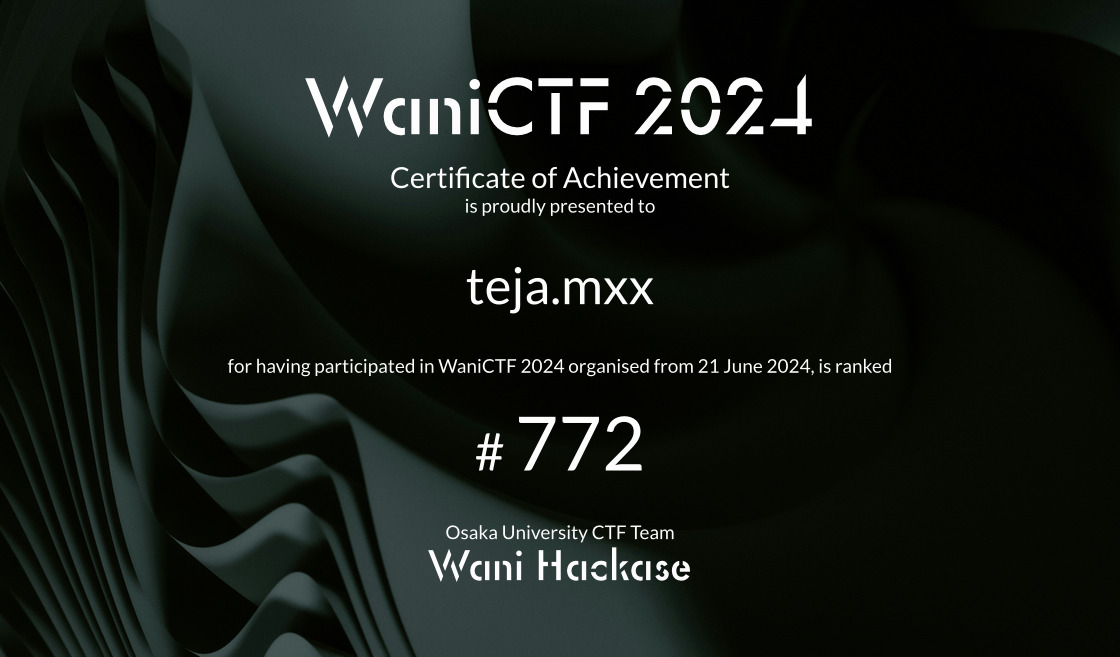 WaniCTF 2024
Certificate of Achievement
is proudly presented to
teja.mxx
for having participated in WaniCTF 2024 organised from 21 June 2024, is ranked
# 772
Osaka University CTF Team
Wani Hackase